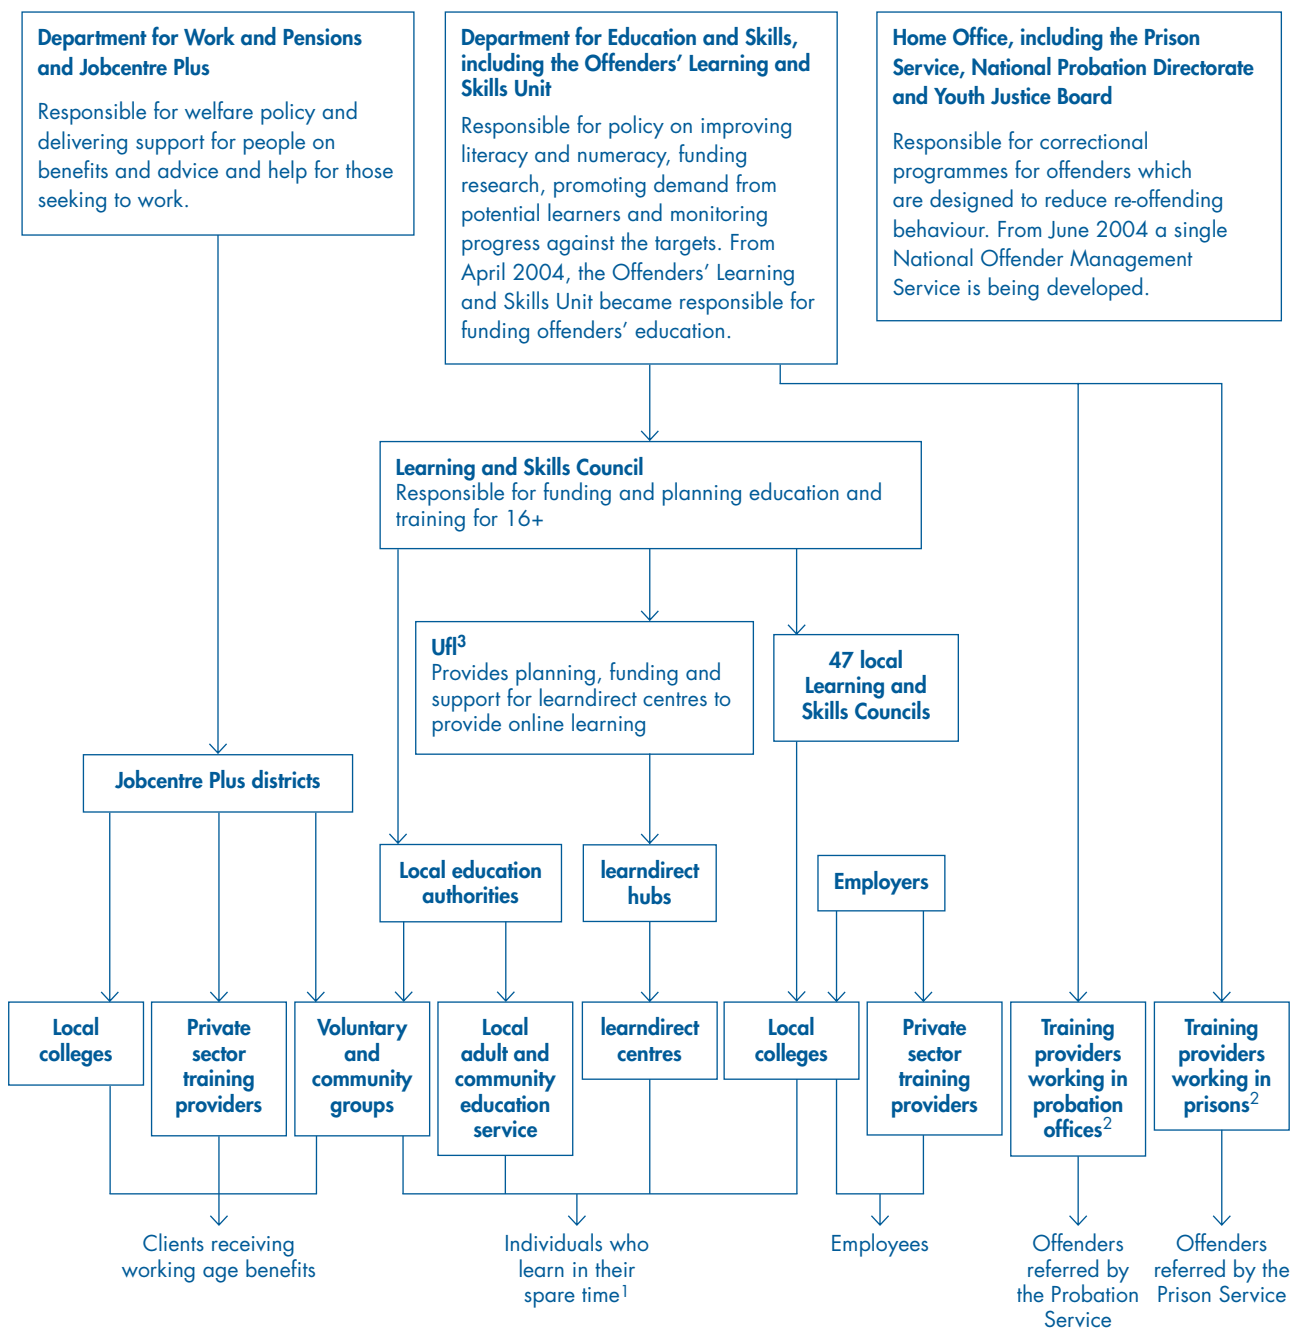 Department for Work and Pensions
and Jobcentre Plus
Responsible for welfare policy and
delivering support for people on
benefits and advice and help for those
seeking to work.
Department for Education and Skills,
including the Offenders’ Learning and
Skills Unit
Responsible for policy on improving
literacy and numeracy, funding
research, promoting demand from
potential learners and monitoring
progress against the targets. From
April 2004, the Offenders’ Learning
and Skills Unit became responsible for
funding offenders’ education.
Home Office, including the Prison
Service, National Probation Directorate
and Youth Justice Board
Responsible for correctional
programmes for offenders which
are designed to reduce re-offending
behaviour. From June 2004 a single
National Offender Management
Service is being developed.
Learning and Skills Council
Responsible for funding and planning education and
training for 16+
Ufl³
Provides planning, funding and
support for learndirect centres to
provide online learning
47 local
Learning and
Skills Councils
Jobcentre Plus districts
Local education
authorities
learndirect
hubs
Employers
Local
colleges
Private
sector
training
providers
Voluntary
and
community
groups
Local
adult and
community
education
service
learndirect
centres
Local
colleges
Private
sector
training
providers
Training
providers
working in
probation
offices²
Training
providers
working in
prisons²
Clients receiving
working age benefits
Individuals who
learn in their
spare time¹
Employees
Offenders
referred by
the Probation
Service
Offenders
referred by the
Prison Service